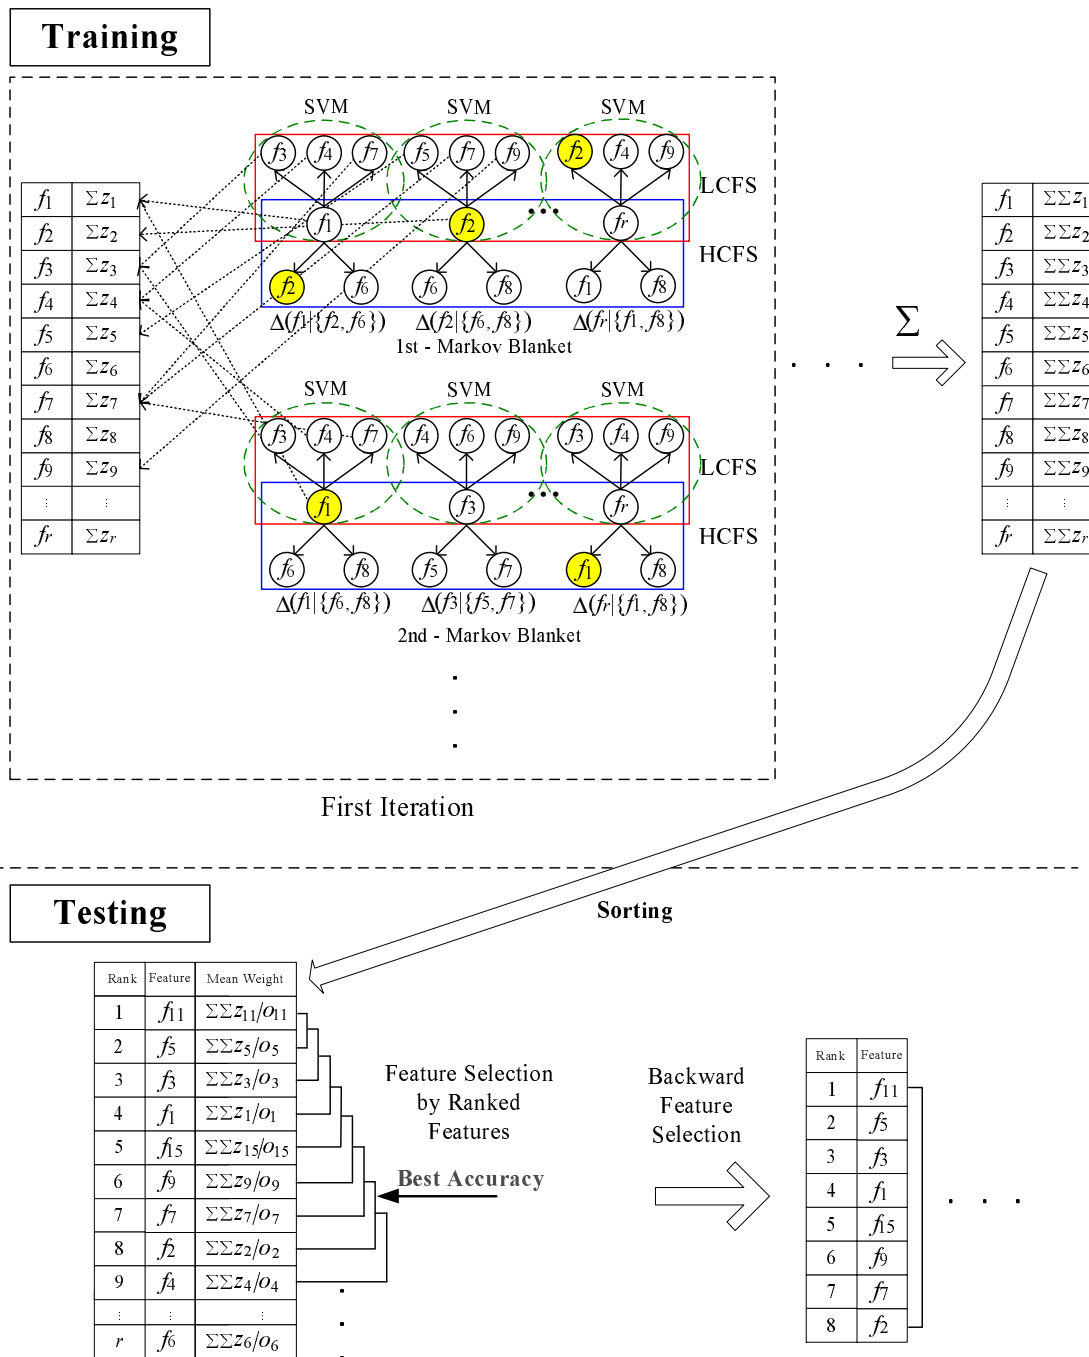 Training
SVM SVM SVM
f3 f4 f7 f5 f7 f9 f2 f4 f9
LCFS
f1 f2 ... fr
HCFS
f2 f6 f6 f8 f1 f8
Δ(f1|{f2, f6}) Δ(f2|{f6, f8}) Δ(fr|{f1, f8})
1st - Markov Blanket
SVM SVM SVM
f3 f4 f7 f4 f6 f9 f3 f4 f9
LCFS
f1 f3 ... fr
HCFS
f6 f8 f5 f7 f1 f8
Δ(f1|{f6, f8}) Δ(f3|{f5, f7}) Δ(fr|{f1, f8})
2nd - Markov Blanket
.
.
.
f1 Σz1
f2 Σz2
f3 Σz3
f4 Σz4
f5 Σz5
f6 Σz6
f7 Σz7
f8 Σz8
f9 Σz9
⋮ ⋮
fr Σzr
First Iteration
. . .
Σ
f1 ΣΣz1
f2 ΣΣz2
f3 ΣΣz3
f4 ΣΣz4
f5 ΣΣz5
f6 ΣΣz6
f7 ΣΣz7
f8 ΣΣz8
f9 ΣΣz9
⋮ ⋮
fr ΣΣzr
Testing
Sorting
Rank Feature Mean Weight
1 f11 ΣΣz11/o11
2 f5 ΣΣz5/o5
3 f3 ΣΣz3/o3
4 f1 ΣΣz1/o1
5 f15 ΣΣz15/o15
6 f9 ΣΣz9/o9
7 f7 ΣΣz7/o7
8 f2 ΣΣz2/o2
9 f4 ΣΣz4/o4
⋮ ⋮ ⋮
r f6 ΣΣz6/o6
Feature Selection
by Ranked
Features
Best Accuracy
Backward
Feature
Selection
Rank Feature
1 f11
2 f5
3 f3
4 f1
5 f15
6 f9
7 f7
8 f2
. . .